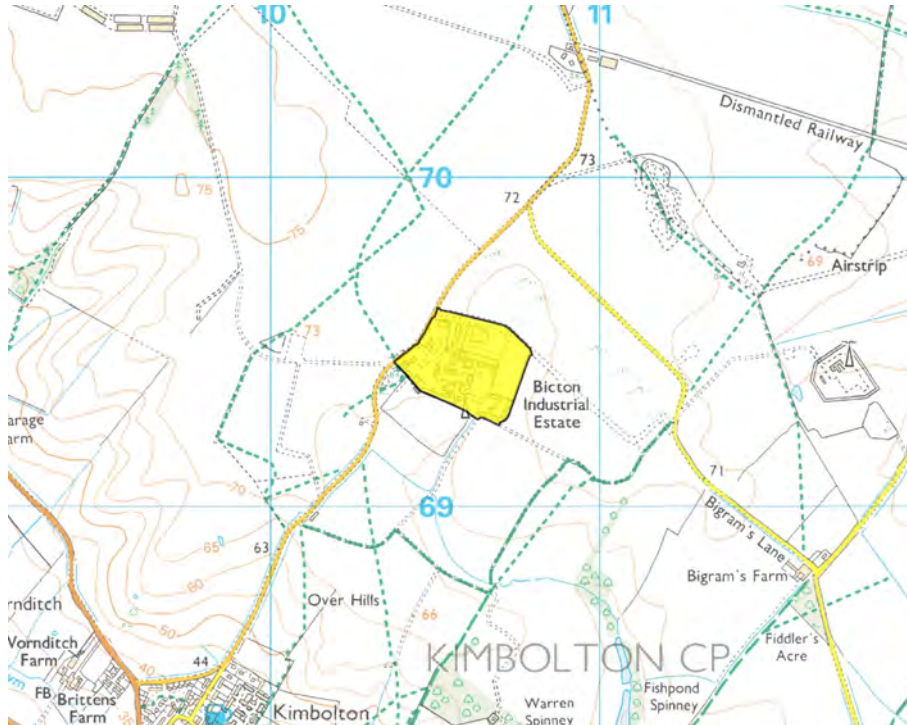 10
11
Dismantled Railway
75
70
73
72
75
69
Airstrip
73
Bicton
Industrial
Estate
arage
arm
70
71
69
Bigram's Lane
65
63
60
Bigram's Farm
Over Hills
66
rnditch
50
Fiddler's
Acre
Vornditch
Farm
KIMBOLTON CP
44
40
FB
Brittens
Farm
Kimbolton
Warren
Spinney
Fishpond
Spinney